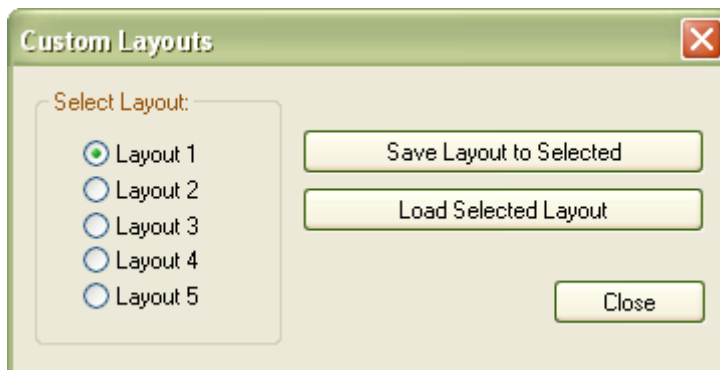 Custom Layouts
Select Layout:
Layout 1
Layout 2
Layout 3
Layout 4
Layout 5
Save Layout to Selected
Load Selected Layout
Close